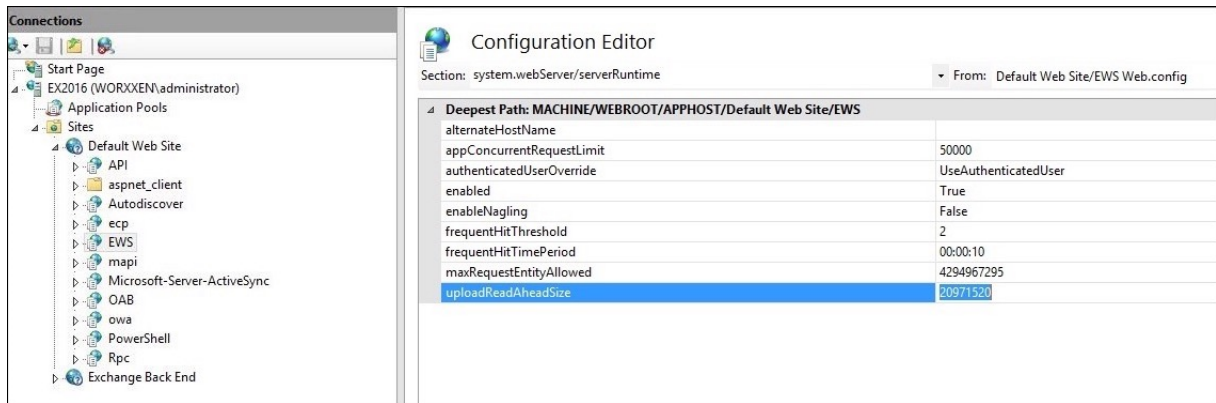 Connections
Start Page
EX2016 (WORXXEN\administrator)
Application Pools
Sites
Default Web Site
API
aspnet_client
Autodiscover
ecp
EWS
mapi
Microsoft-Server-ActiveSync
OAB
owa
PowerShell
Rpc
Exchange Back End
Configuration Editor
Section: system.webServer/serverRuntime From: Default Web Site/EWS Web.config
Deepest Path: MACHINE/WEBROOT/APPHOST/Default Web Site/EWS
alternateHostName
appConcurrentRequestLimit 50000
authenticatedUserOverride UseAuthenticatedUser
enabled True
enableNagling False
frequentHitThreshold 2
frequentHitTimePeriod 00:00:10
maxRequestEntityAllowed 4294967295
uploadReadAheadSize 20971520